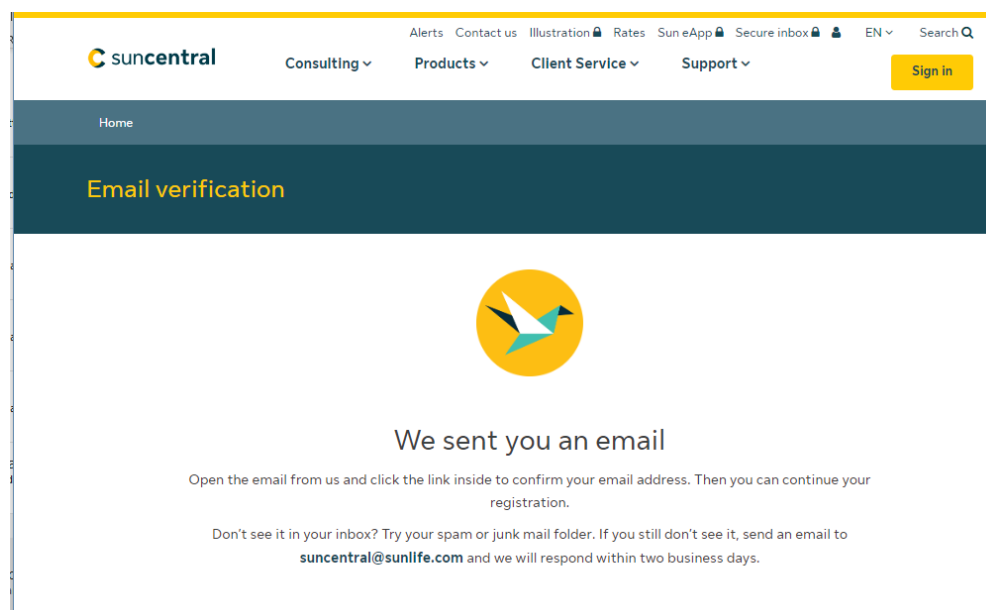 Alerts Contact us Illustration Rates Sun eApp Secure inbox EN Search
suncentral
Consulting Products Client Service Support
Sign in
Home
Email verification
We sent you an email
Open the email from us and click the link inside to confirm your email address. Then you can continue your
registration.
Don't see it in your inbox? Try your spam or junk mail folder. If you still don't see it, send an email to
suncentral@sunlife.com and we will respond within two business days.